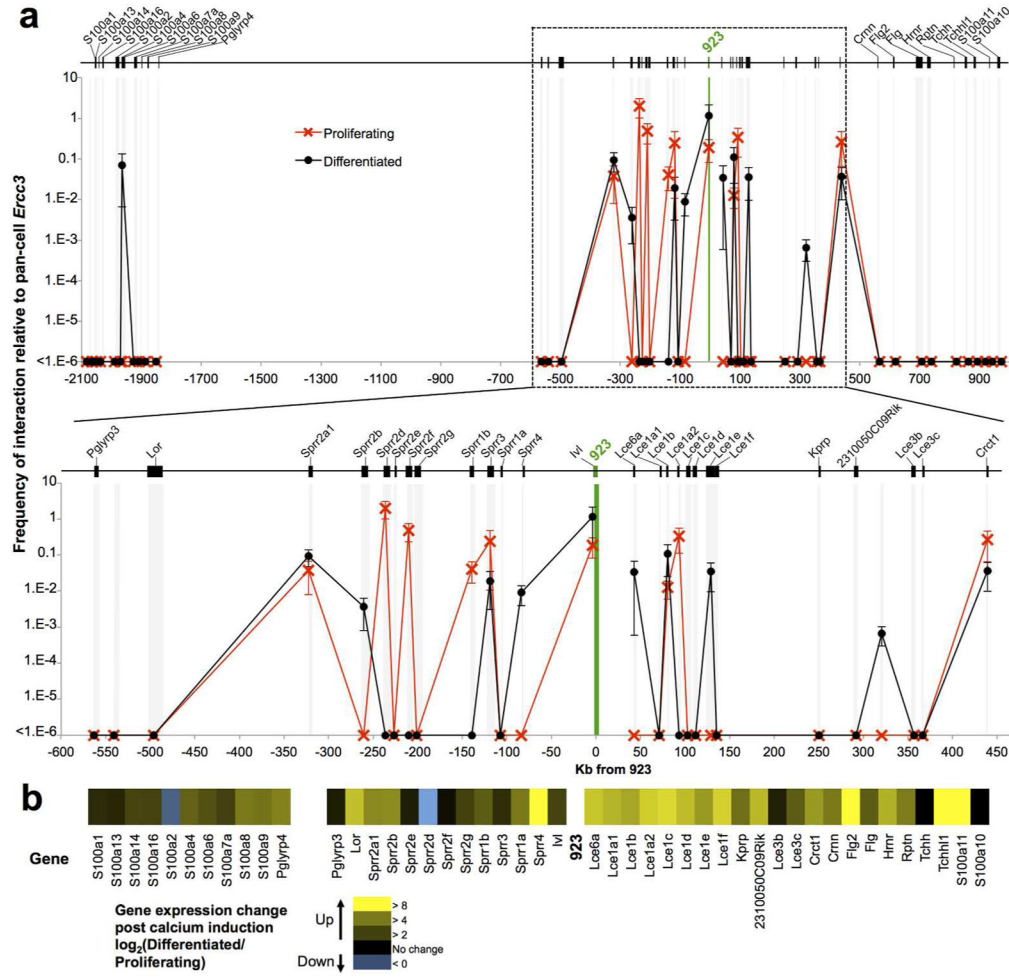 a
S100a1
S100a13
S100a14
S100a16
S100a2
S100a4
S100a6
S100a7a
S100a8
S100a9
Pglyrp4
923
Crnn
Flg2
Flg
Hrnr
Rptn
Tchh
Tchhl1
S100a11
S100a10
Frequency of interaction relative to pan-cell Ercc3
10
1
0.1
1.E-2
1.E-3
1.E-4
1.E-5
<1.E-6
Proliferating
Differentiated
-2100 -1900 -1700 -1500 -1300 -1100 -900 -700 -500 -300 -100 100 300 500 700 900
Pglyrp3
Lor
Sprr2a1
Sprr2b
Sprr2d
Sprr2e
Sprr2f
Sprr2g
Sprr1b
Sprr3
Sprr1a
Sprr4
Ivl
923
Lce6a
Lce1a1
Lce1b
Lce1a2
Lce1c
Lce1d
Lce1e
Lce1f
Kprp
2310050C09Rik
Lce3b
Lce3c
Crct1
10
1
0.1
1.E-2
1.E-3
1.E-4
1.E-5
<1.E-6
-600 -550 -500 -450 -400 -350 -300 -250 -200 -150 -100 -50 0 50 100 150 200 250 300 350 400 450
Kb from 923
b
Gene
S100a1
S100a13
S100a14
S100a16
S100a2
S100a4
S100a6
S100a7a
S100a8
S100a9
Pglyrp4
Pglyrp3
Lor
Sprr2a1
Sprr2b
Sprr2e
Sprr2d
Sprr2f
Sprr2g
Sprr1b
Sprr3
Sprr1a
Sprr4
Ivl
923
Lce6a
Lce1a1
Lce1b
Lce1a2
Lce1c
Lce1d
Lce1e
Lce1f
Kprp
2310050C09Rik
Lce3b
Lce3c
Crct1
Crnn
Flg2
Flg
Hrnr
Rptn
Tchh
Tchhl1
S100a11
S100a10
Gene expression change
post calcium induction
log2(Differentiated/
Proliferating)
Up
Down
> 8
> 4
> 2
No change
< 0